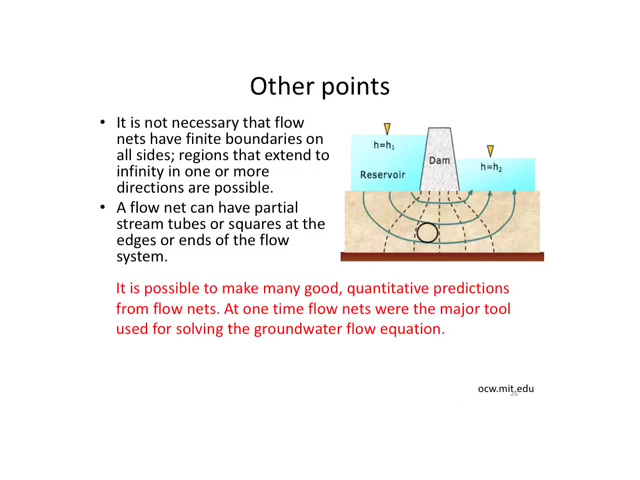 Other points
• It is not necessary that flow
nets have finite boundaries on
all sides; regions that extend to
infinity in one or more
directions are possible.
• A flow net can have partial
stream tubes or squares at the
edges or ends of the flow
system.
h=h1
Dam
h=h2
Reservoir
It is possible to make many good, quantitative predictions
from flow nets. At one time flow nets were the major tool
used for solving the groundwater flow equation.
ocw.mit.edu